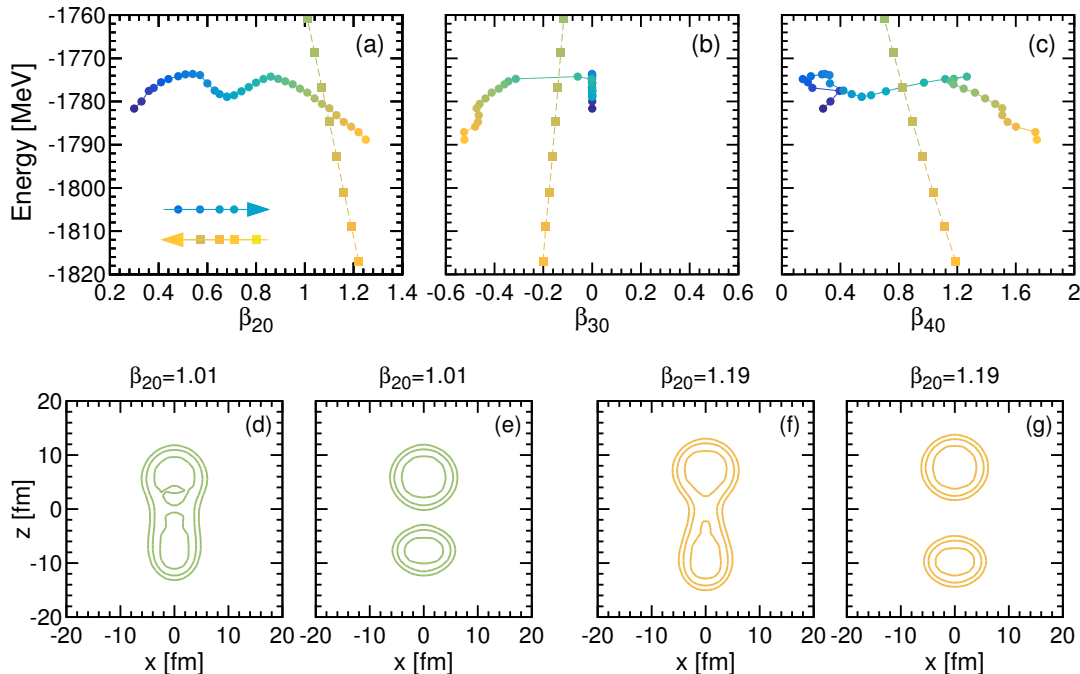 -1760
-1770
-1780
-1790
-1800
-1810
-1820
Energy [MeV]
(a)
(b)
(c)
0.2 0.4 0.6 0.8 1 1.2 1.4
-0.6 -0.4 -0.2 0 0.2 0.4 0.6
0 0.4 0.8 1.2 1.6 2
β20
β30
β40
β20=1.01
β20=1.01
β20=1.19
β20=1.19
20
10
0
-10
-20
z [fm]
(d)
(e)
(f)
(g)
-20 -10 0 10 20
-20 -10 0 10 20
-20 -10 0 10 20
-20 -10 0 10 20
x [fm]
x [fm]
x [fm]
x [fm]